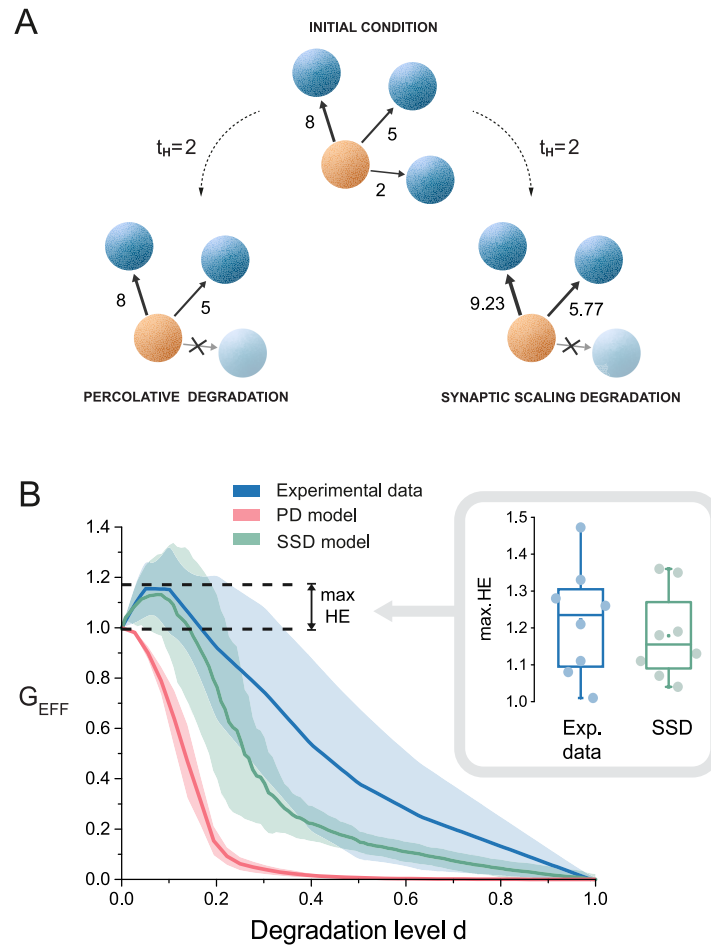 A
INITIAL CONDITION
8
5
2
tH=2
tH=2
8
5
9.23
5.77
PERCOLATIVE DEGRADATION
SYNAPTIC SCALING DEGRADATION
B
Experimental data
PD model
SSD model
1.4
1.2
1.0
0.8
0.6
0.4
0.2
0.0
GEFF
max
HE
0.0
0.2
0.4
0.6
0.8
1.0
Degradation level d
1.5
1.4
1.3
1.2
1.1
1.0
max. HE
Exp.
data
SSD